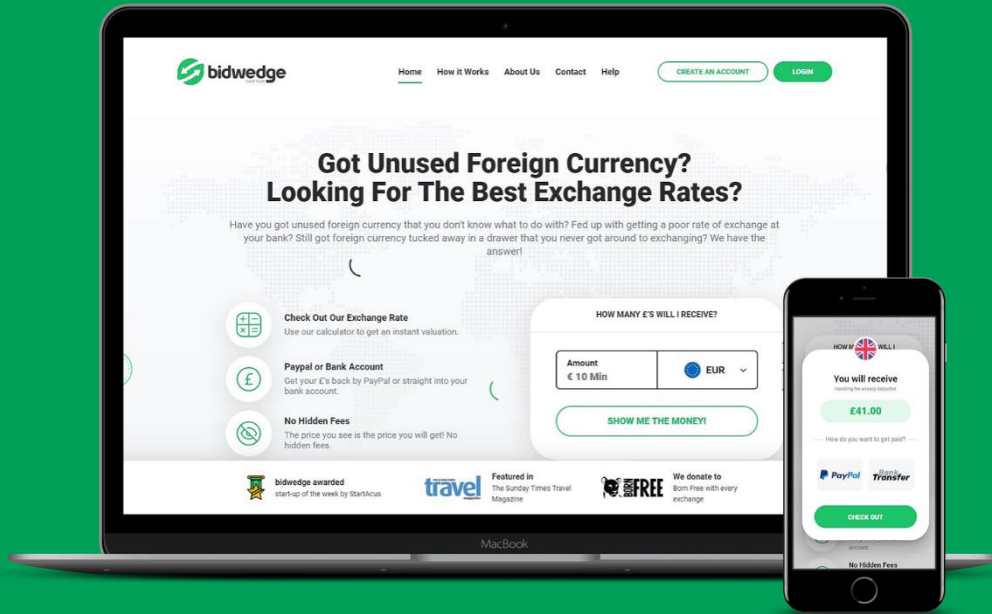 bidwedge
Home How it Works About Us Contact Help CREATE AN ACCOUNT LOGIN
Got Unused Foreign Currency?
Looking For The Best Exchange Rates?
Have you got unused foreign currency that you don't know what to do with? Fed up with getting a poor rate of exchange at
your bank? Still got foreign currency tucked away in a drawer that you never got around to exchanging? We have the
answer!
Check Out Our Exchange Rate
Use our calculator to get an instant valuation.
Paypal or Bank Account
Get your £'s back by PayPal or straight into your
bank account.
No Hidden Fees
The price you see is the price you will get! No
hidden fees.
HOW MANY £'S WILL I RECEIVE?
Amount
€ 10 Min
EUR
SHOW ME THE MONEY!
bidwedge awarded
start-up of the week by StartAcus
travel
Featured in
The Sunday Times Travel
Magazine
BORN
FREE
We donate to
Born Free with every
exchange
MacBook
HOW M WILL I
You will receive
Handling fee already deducted
£41.00
How do you want to get paid?
PayPal
Bank
Transfer
CHECK OUT
account.
No Hidden Fees